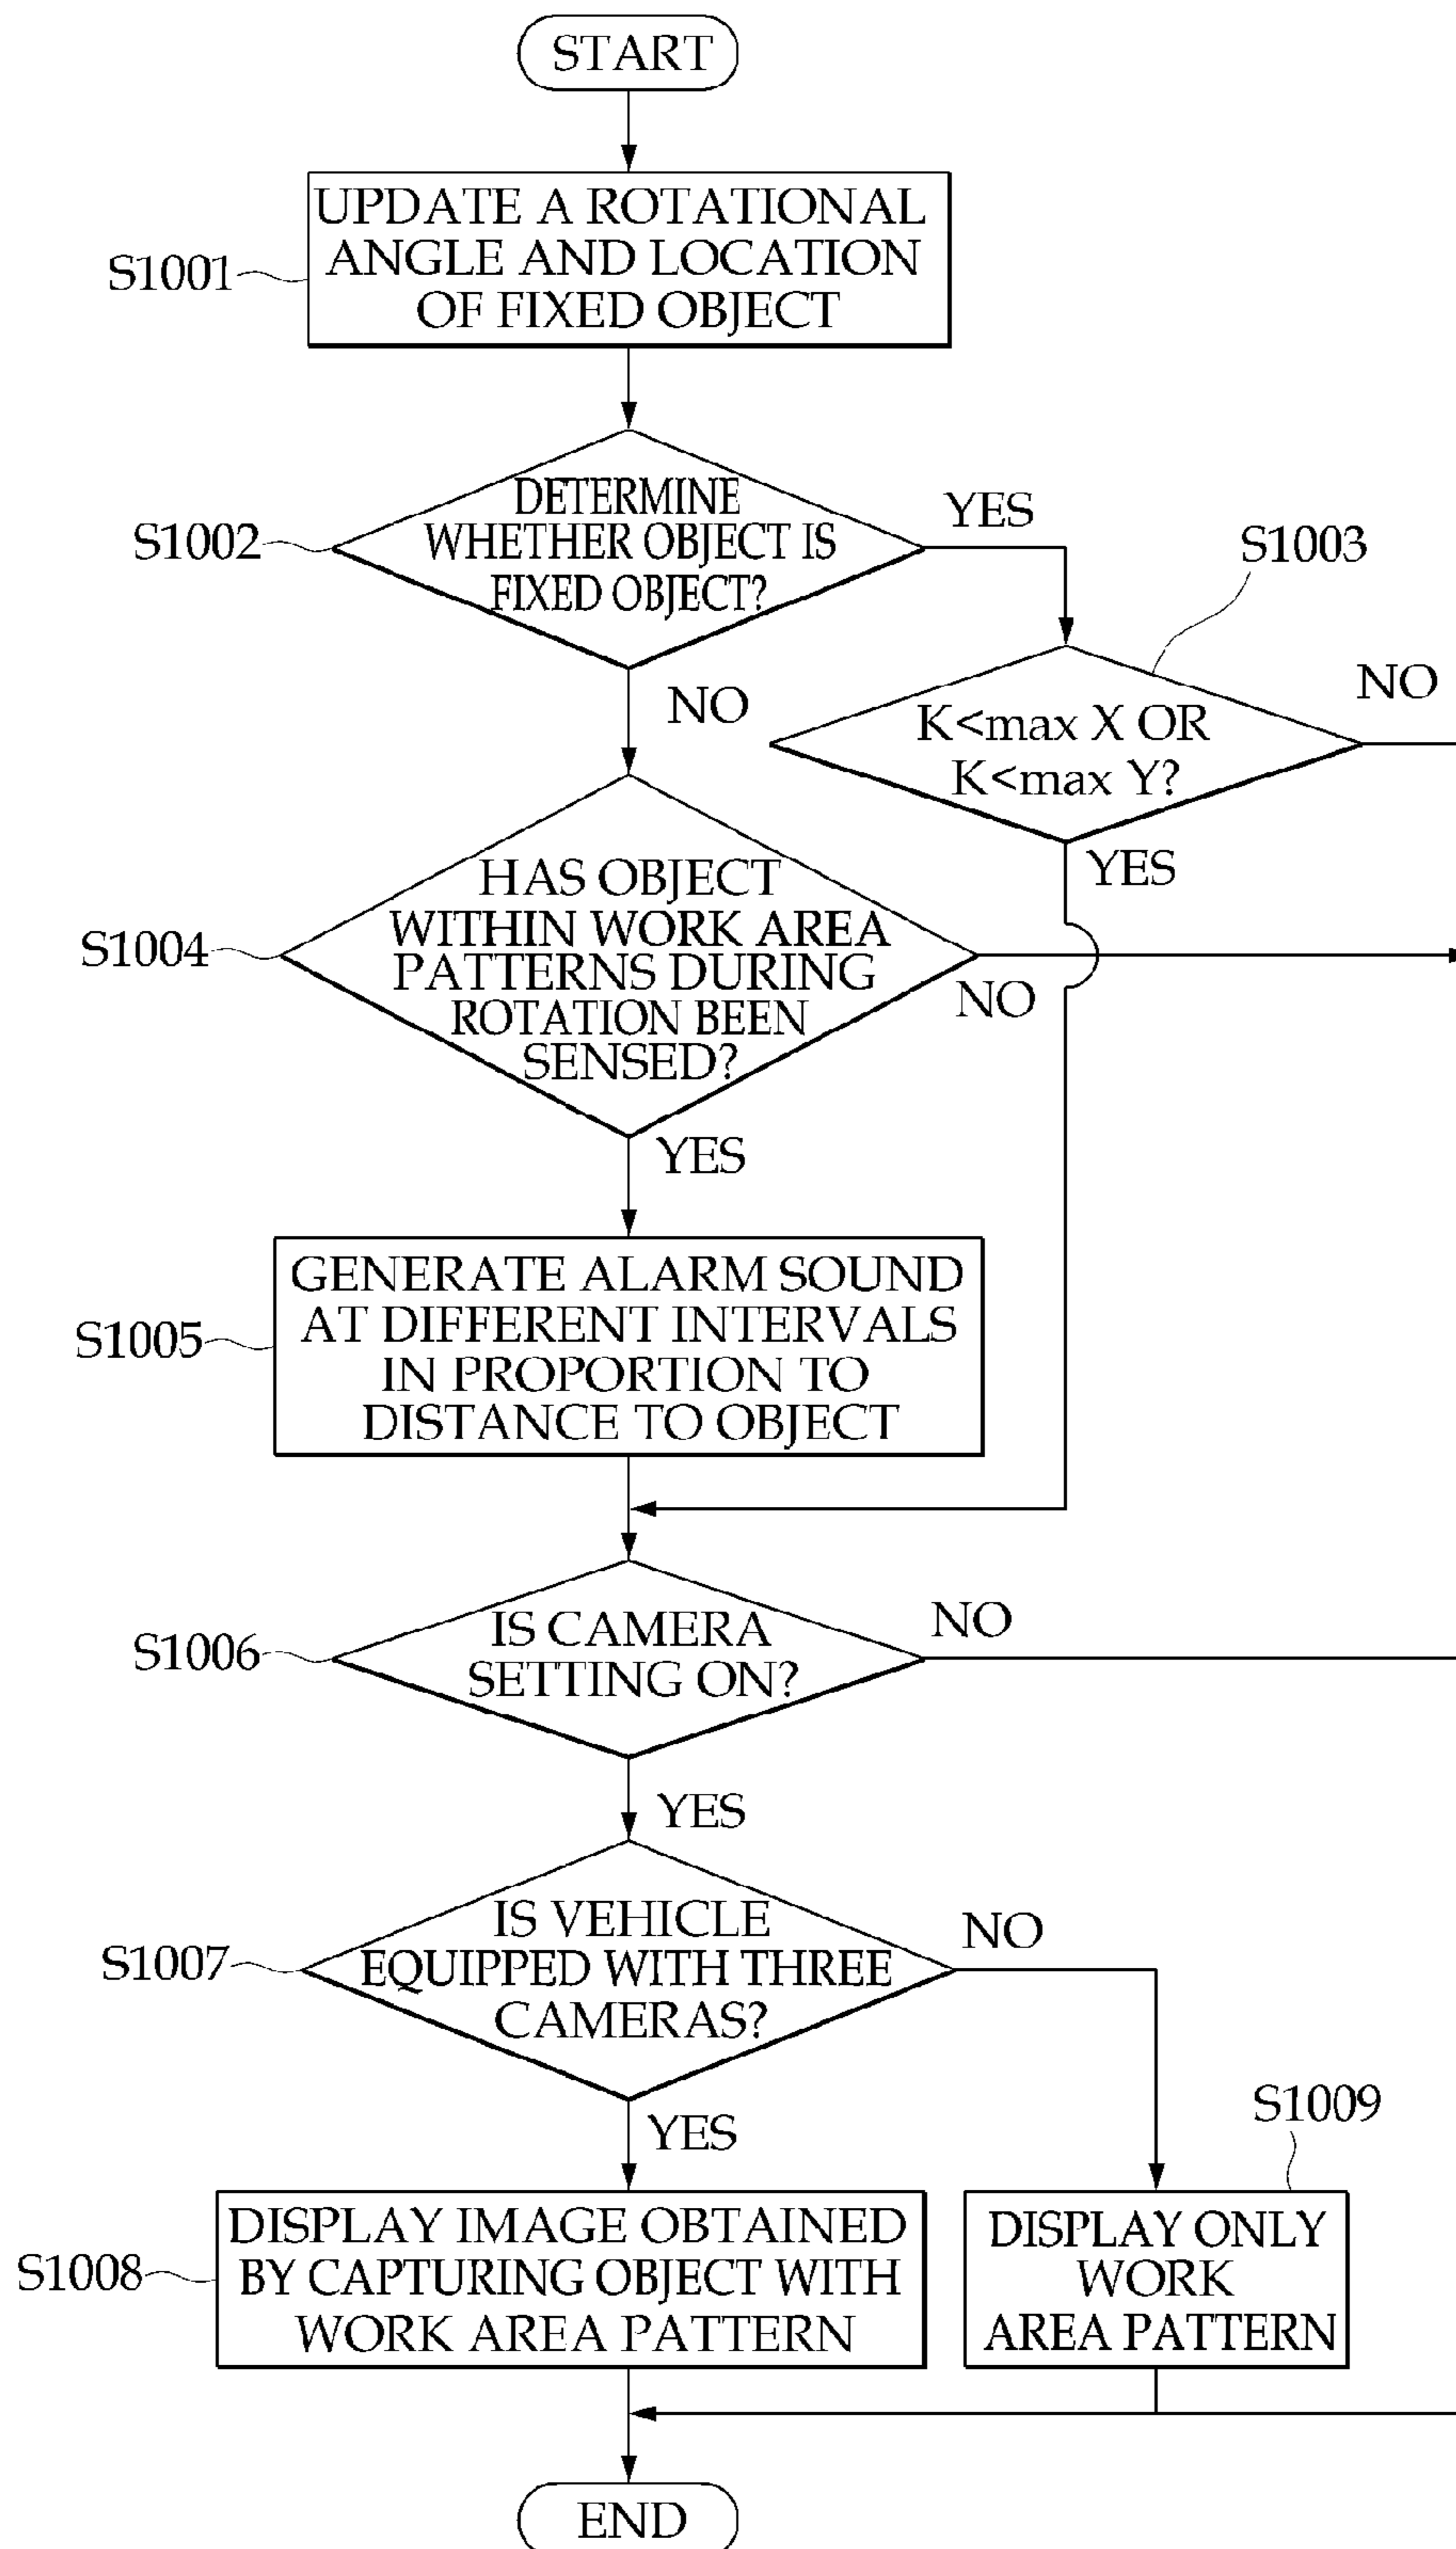 START
UPDATE A ROTATIONAL
ANGLE AND LOCATION
OF FIXED OBJECT
S1001
DETERMINE
WHETHER OBJECT IS
FIXED OBJECT?
S1002
YES
NO
S1003
K<max X OR
K<max Y?
NO
YES
HAS OBJECT
WITHIN WORK AREA
PATTERNS DURING
ROTATION BEEN
SENSED?
S1004
NO
YES
GENERATE ALARM SOUND
AT DIFFERENT INTERVALS
IN PROPORTION TO
DISTANCE TO OBJECT
S1005
IS CAMERA
SETTING ON?
S1006
NO
YES
IS VEHICLE
EQUIPPED WITH THREE
CAMERAS?
S1007
NO
YES
DISPLAY IMAGE OBTAINED
BY CAPTURING OBJECT WITH
WORK AREA PATTERN
S1008
S1009
DISPLAY ONLY
WORK
AREA PATTERN
END